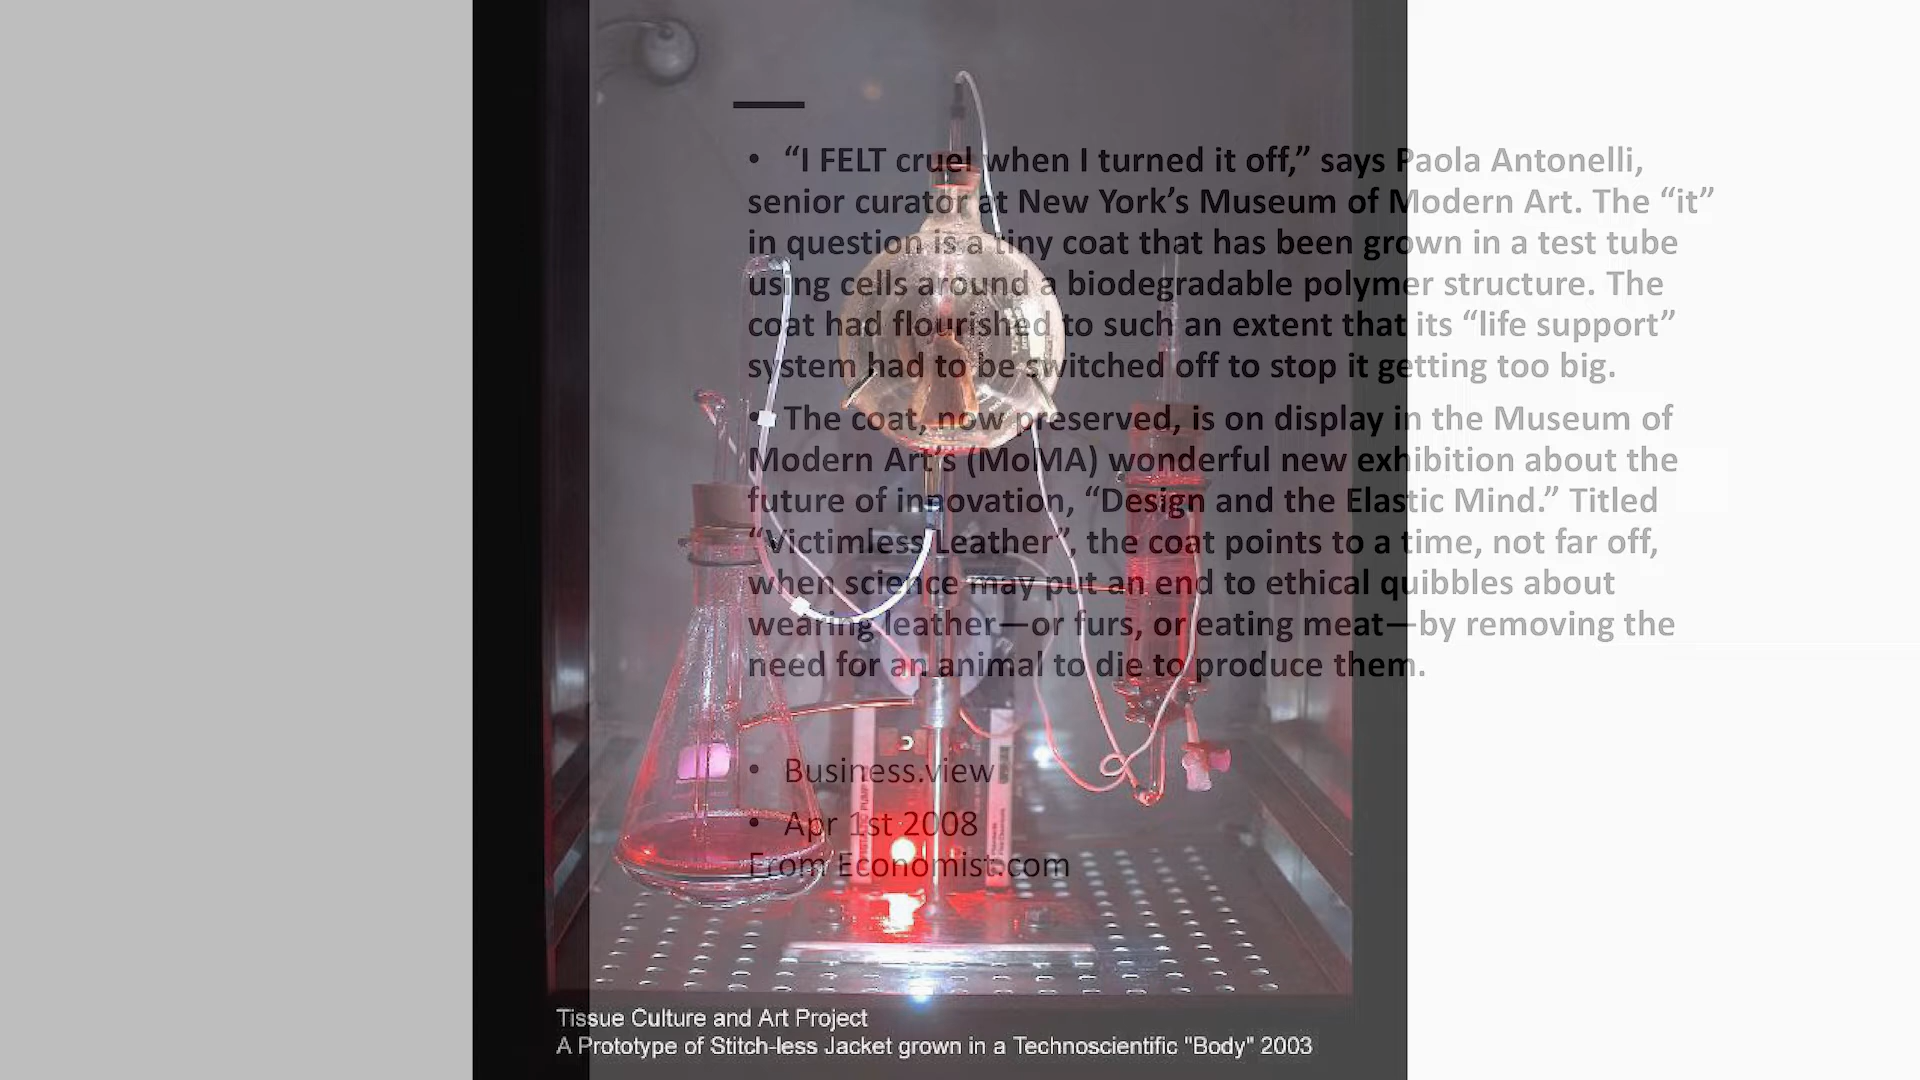 • “I FELT cruel when I turned it off,” says Paola Antonelli,
senior curator at New York’s Museum of Modern Art. The “it”
in question is a tiny coat that has been grown in a test tube
using cells around a biodegradable polymer structure. The
coat had flourished to such an extent that its “life support”
system had to be switched off to stop it getting too big.
• The coat, now preserved, is on display in the Museum of
Modern Art’s (MoMA) wonderful new exhibition about the
future of innovation, “Design and the Elastic Mind.” Titled
“Victimless Leather”, the coat points to a time, not far off,
when science may put an end to ethical quibbles about
wearing leather—or furs, or eating meat—by removing the
need for an animal to die to produce them.
• Business.view
• Apr 1st 2008
From Economist.com
Tissue Culture and Art Project
A Prototype of Stitch-less Jacket grown in a Technoscientific "Body" 2003